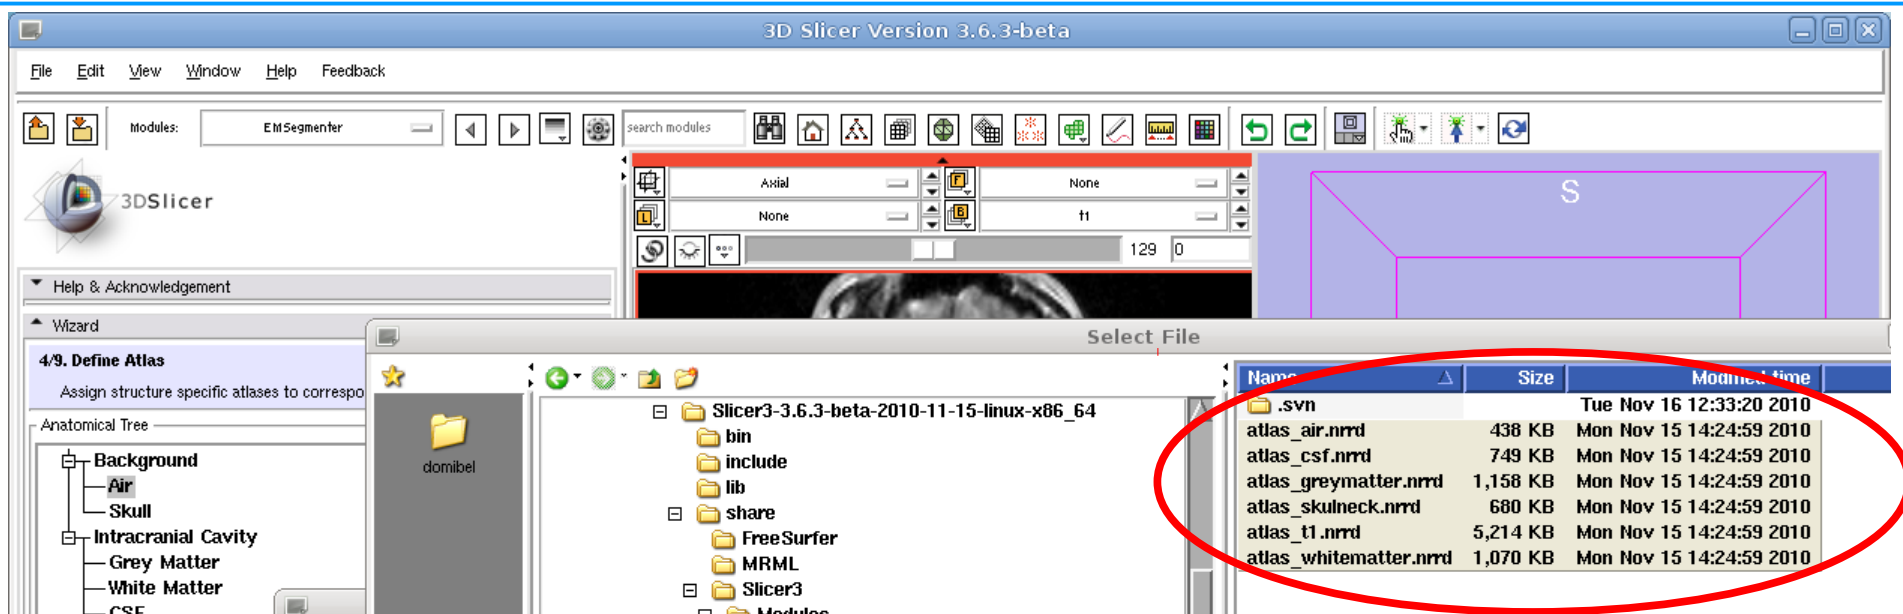 3D Slicer Version 3.6.3-beta
File Edit View Window Help Feedback
Modules: EMSegmenter search modules
3DSlicer
Axial F None
L None B t1
129 0
S
Help & Acknowledgement
Wizard
4/9. Define Atlas
Assign structure specific atlases to correspo
Anatomical Tree
Background
Air
Skull
Intracranial Cavity
Grey Matter
White Matter
CSF
Select File
domibel
Slicer3-3.6.3-beta-2010-11-15-linux-x86_64
bin
include
lib
share
FreeSurfer
MRML
Slicer3
Modules
Name Size Modified time
.svn Tue Nov 16 12:33:20 2010
atlas_air.nrrd 438 KB Mon Nov 15 14:24:59 2010
atlas_csf.nrrd 749 KB Mon Nov 15 14:24:59 2010
atlas_greymatter.nrrd 1,158 KB Mon Nov 15 14:24:59 2010
atlas_skulneck.nrrd 680 KB Mon Nov 15 14:24:59 2010
atlas_t1.nrrd 5,214 KB Mon Nov 15 14:24:59 2010
atlas_whitematter.nrrd 1,070 KB Mon Nov 15 14:24:59 2010